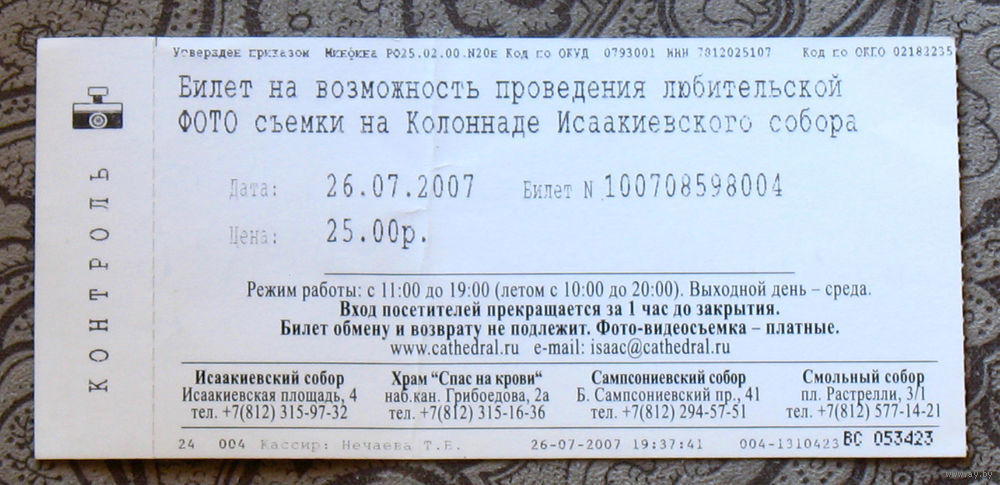 Утвержден приказом Минфина РФ25.02.00.N20н Код по ОКУД 0793001 ИНН 7812025107 Код по ОКПО 02182235
Билет на возможность проведения любительской
ФОТО съемки на Колоннаде Исаакиевского собора
Дата: 26.07.2007 Билет N 100708598004
Цена: 25.00р.
КОНТРОЛЬ
Режим работы: с 11:00 до 19:00 (летом с 10:00 до 20:00). Выходной день – среда.
Вход посетителей прекращается за 1 час до закрытия.
Билет обмену и возврату не подлежит. Фото-видеосъемка – платные.
www.cathedral.ru e-mail: isaac@cathedral.ru
Исаакиевский собор Храм “Спас на крови“ Сампсониевский собор Смольный собор
Исаакиевская площадь, 4 наб.кан. Грибоедова, 2а Б. Сампсониевский пр., 41 пл. Растрелли, 3/1
тел. +7(812) 315-97-32 тел. +7(812) 315-16-36 тел. +7(812) 294-57-51 тел. +7(812) 577-14-21
24 004 Кассир: Нечаева Т.В. 26-07-2007 19:37:41 004-1310423 ВС 053423
www.ay.by